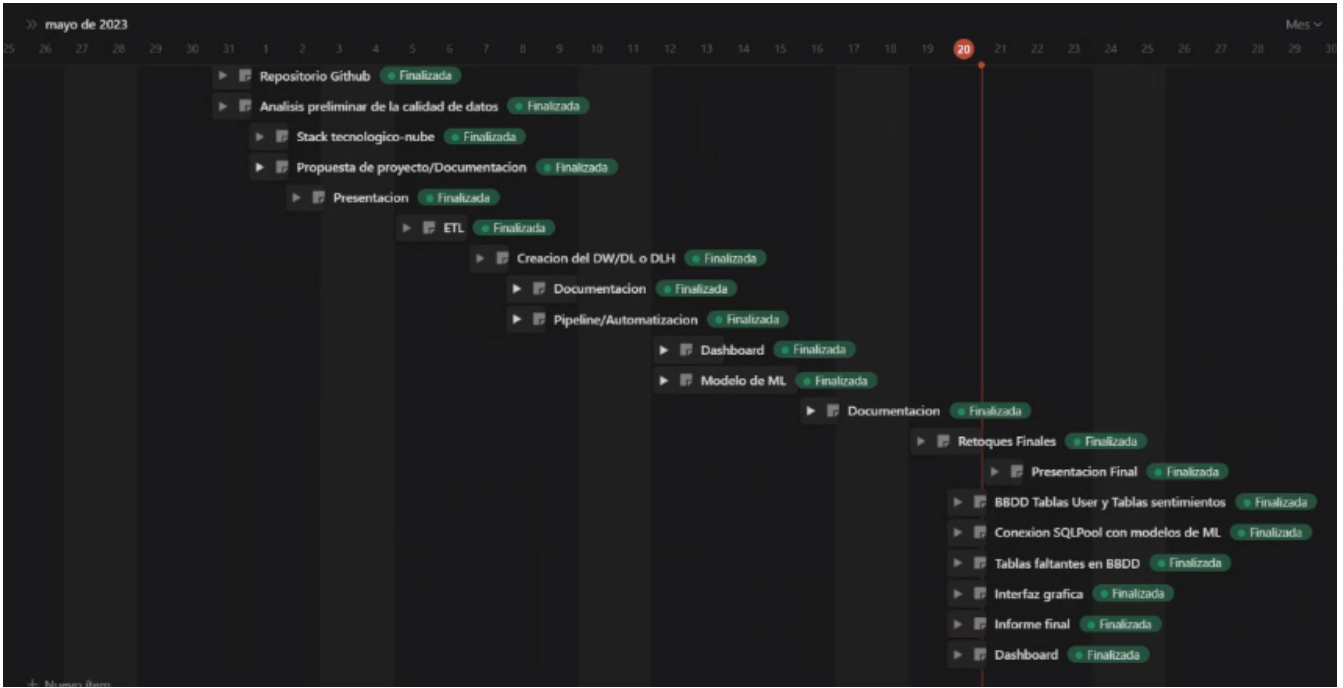 mayo de 2023 Mes
25 26 27 28 29 30 31 1 2 3 4 5 6 7 8 9 10 11 12 13 14 15 16 17 18 19 20 21 22 23 24 25 26 27 28 29 30
Repositorio Github Finalizada
Analisis preliminar de la calidad de datos Finalizada
Stack tecnologico-nube Finalizada
Propuesta de proyecto/Documentacion Finalizada
Presentacion Finalizada
ETL Finalizada
Creacion del DW/DL o DLH Finalizada
Documentacion Finalizada
Pipeline/Automatizacion Finalizada
Dashboard Finalizada
Modelo de ML Finalizada
Documentacion Finalizada
Retoques Finales Finalizada
Presentacion Final Finalizada
BBDD Tablas User y Tablas sentimientos Finalizada
Conexion SQLPool con modelos de ML Finalizada
Tablas faltantes en BBDD Finalizada
Interfaz grafica Finalizada
Informe final Finalizada
Dashboard Finalizada
+ Nuevo ítem